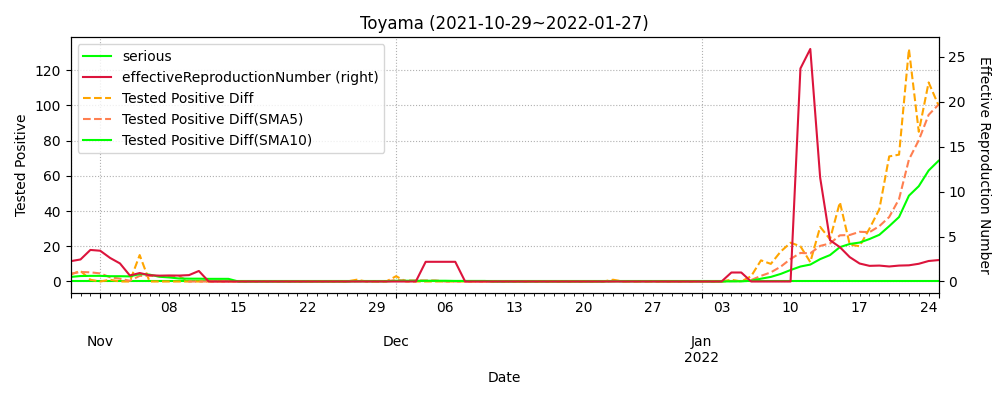 Toyama (2021-10-29~2022-01-27)
serious
effectiveReproductionNumber (right)
Tested Positive Diff
Tested Positive Diff(SMA5)
Tested Positive Diff(SMA10)
Tested Positive
120
100
80
60
40
20
0
Effective Reproduction Number
25
20
15
10
5
0
08 15 22 29 06 13 20 27 03 10 17 24
Nov Dec Jan
2022
Date